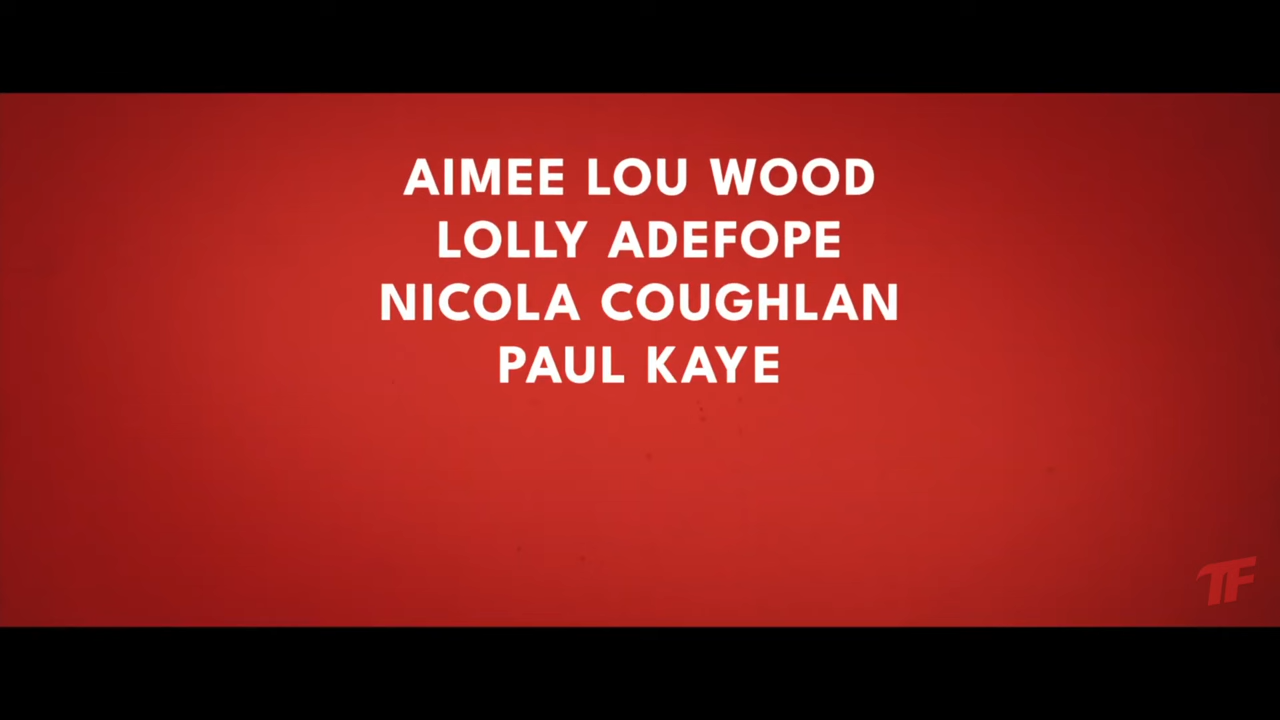 AIMEE LOU WOOD
LOLLY ADEFOPE
NICOLA COUGHLAN
PAUL KAYE
TF